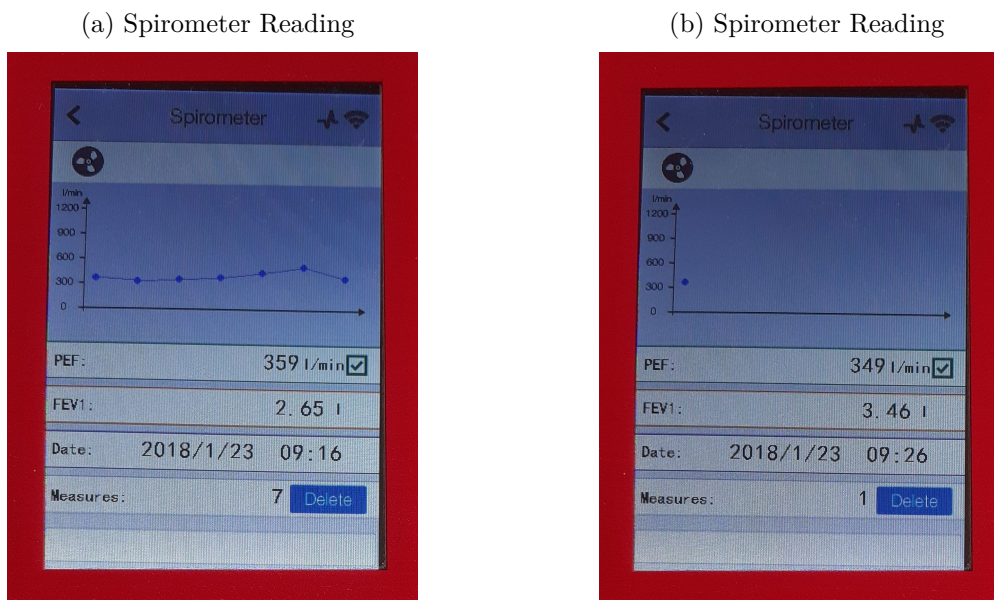 (a) Spirometer Reading
Spirometer
l/min
1200
900
600
300
0
PEF: 359 l/min
FEV1: 2.65 l
Date: 2018/1/23 09:16
Measures: 7 Delete
(b) Spirometer Reading
Spirometer
l/min
1200
900
600
300
0
PEF: 349 l/min
FEV1: 3.46 l
Date: 2018/1/23 09:26
Measures: 1 Delete